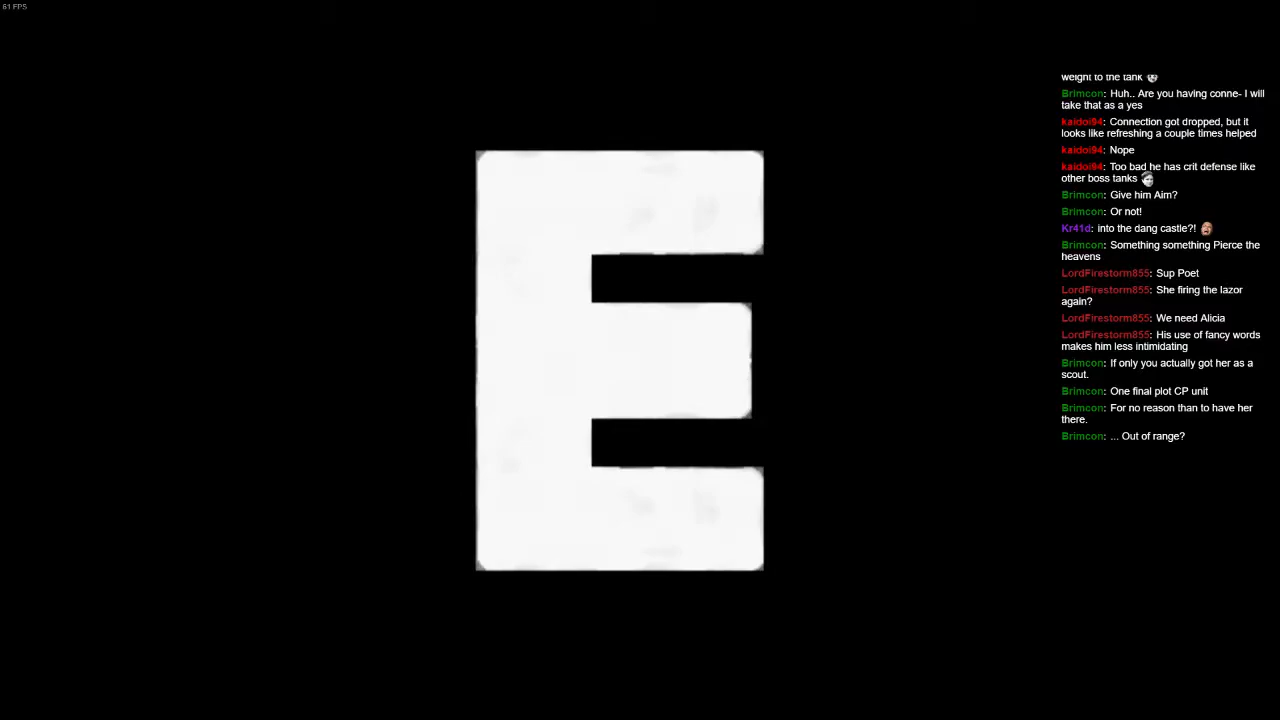 61 FPS
E
weight to the tank
Brimcon: Huh.. Are you having conne- I will
take that as a yes
kaidoi94: Connection got dropped, but it
looks like refreshing a couple times helped
kaidoi94: Nope
kaidoi94: Too bad he has crit defense like
other boss tanks
Brimcon: Give him Aim?
Brimcon: Or not!
Kr41d: into the dang castle?!
Brimcon: Something something Pierce the
heavens
LordFirestorm855: Sup Poet
LordFirestorm855: She firing the lazor
again?
LordFirestorm855: We need Alicia
LordFirestorm855: His use of fancy words
makes him less intimidating
Brimcon: If only you actually got her as a
scout.
Brimcon: One final plot CP unit
Brimcon: For no reason than to have her
there.
Brimcon: ... Out of range?